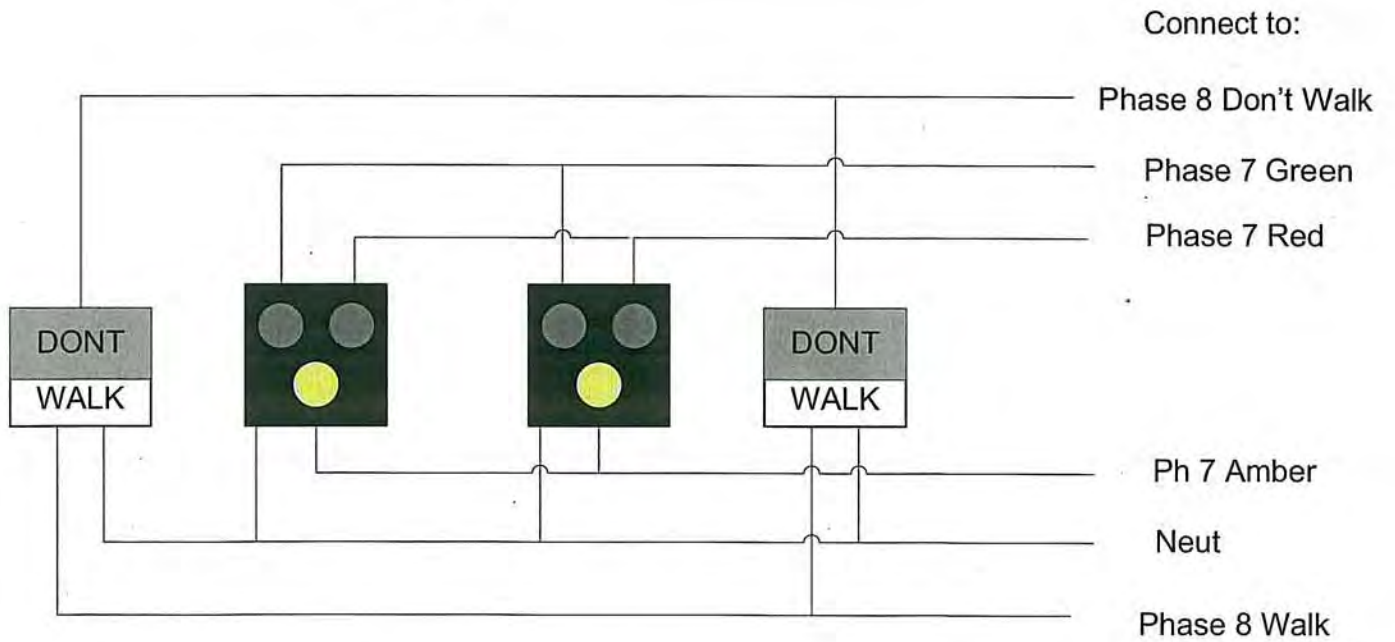 Connect to:
Phase 8 Don't Walk
Phase 7 Green
Phase 7 Red
DONT
WALK
DONT
WALK
Ph 7 Amber
Neut
Phase 8 Walk